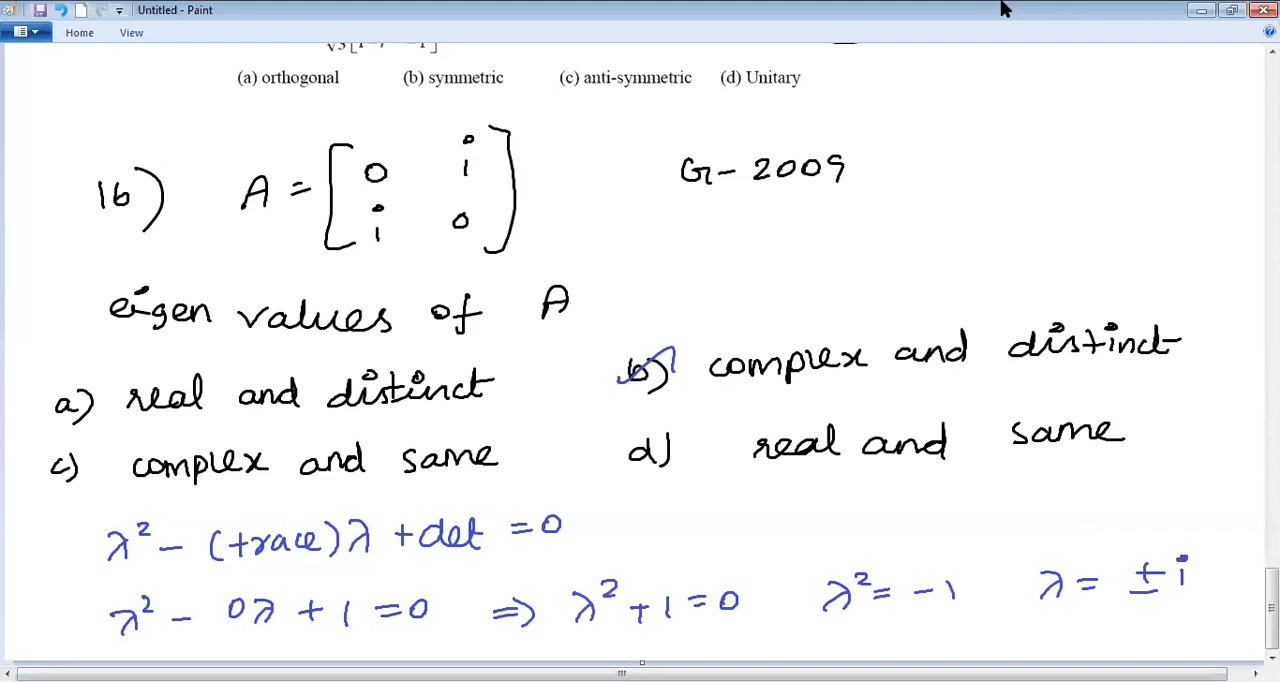 Untitled - Paint
Home View
(a) orthogonal (b) symmetric (c) anti-symmetric (d) Unitary
16) A = [ 0 i G - 2009
i 0 ]
eigen values of A
a) real and distinct b) complex and distinct
c) complex and same d) real and same
λ² - (trace)λ + det = 0
λ² - 0λ + 1 = 0 ⇒ λ² + 1 = 0 λ² = -1 λ = ± i